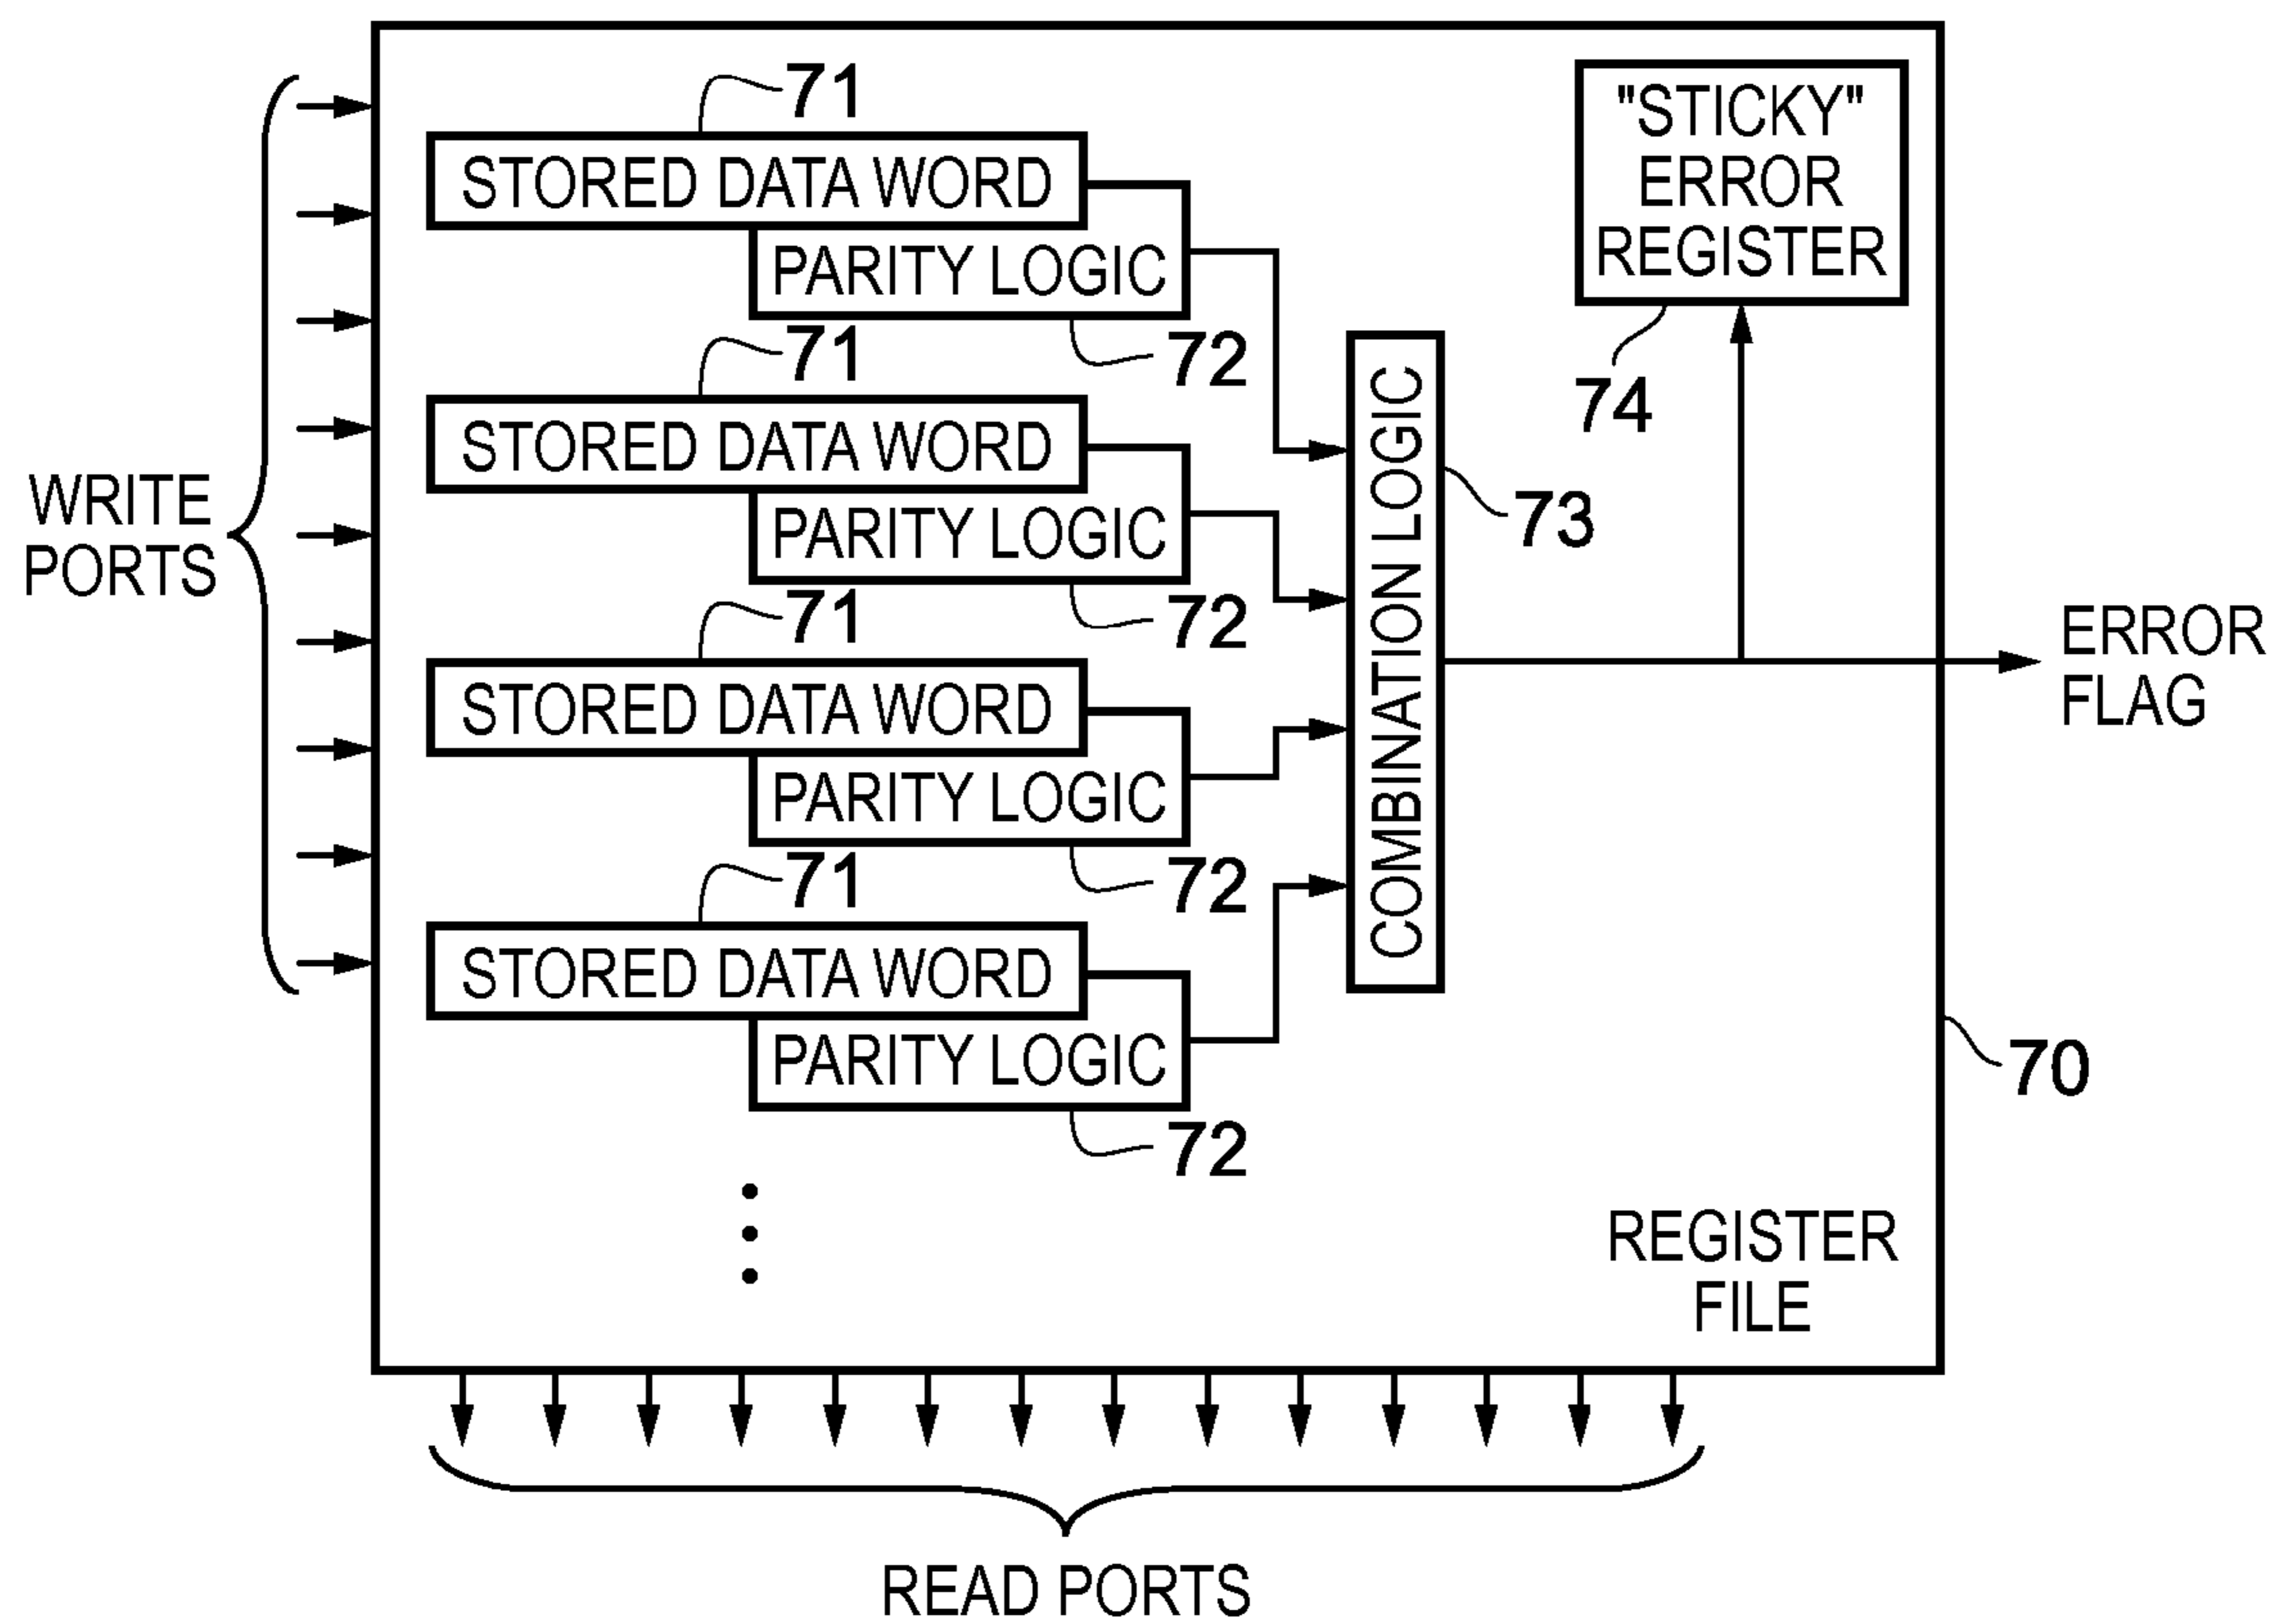 71
"STICKY"
ERROR
REGISTER
74
STORED DATA WORD
PARITY LOGIC
72
71
STORED DATA WORD
PARITY LOGIC
72
71
STORED DATA WORD
PARITY LOGIC
72
71
STORED DATA WORD
PARITY LOGIC
72
COMBINATION LOGIC
73
WRITE
PORTS
ERROR
FLAG
70
REGISTER
FILE
READ PORTS